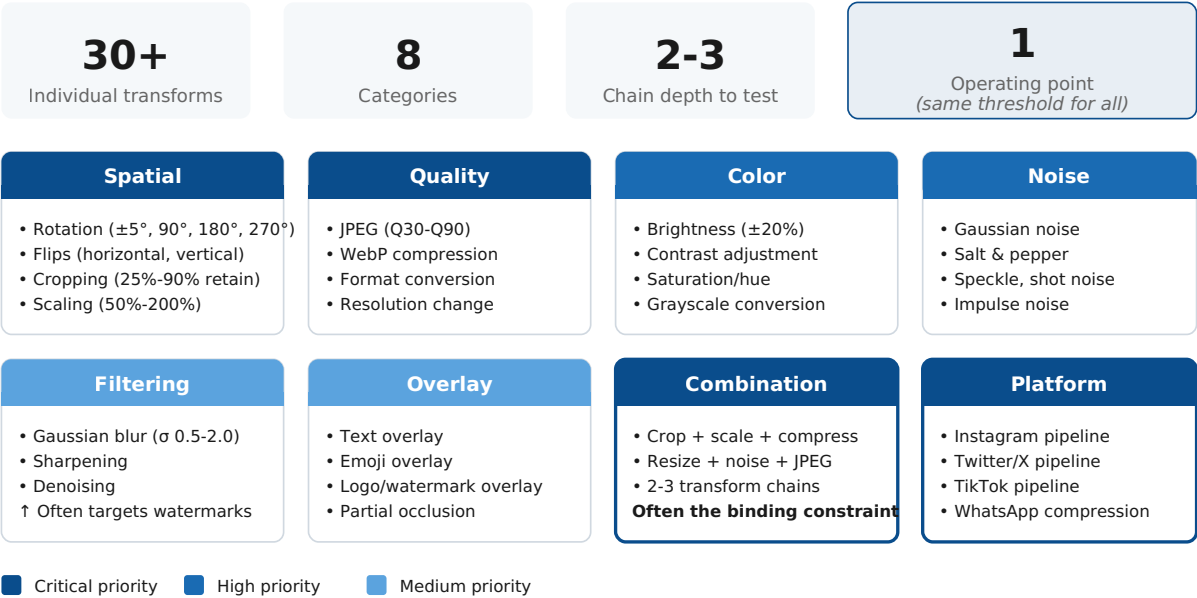 30+
Individual transforms
8
Categories
2-3
Chain depth to test
1
Operating point
(same threshold for all)
Spatial
• Rotation (±5°, 90°, 180°, 270°)
• Flips (horizontal, vertical)
• Cropping (25%-90% retain)
• Scaling (50%-200%)
Quality
• JPEG (Q30-Q90)
• WebP compression
• Format conversion
• Resolution change
Color
• Brightness (±20%)
• Contrast adjustment
• Saturation/hue
• Grayscale conversion
Noise
• Gaussian noise
• Salt & pepper
• Speckle, shot noise
• Impulse noise
Filtering
• Gaussian blur (σ 0.5-2.0)
• Sharpening
• Denoising
↑ Often targets watermarks
Overlay
• Text overlay
• Emoji overlay
• Logo/watermark overlay
• Partial occlusion
Combination
• Crop + scale + compress
• Resize + noise + JPEG
• 2-3 transform chains
Often the binding constraint
Platform
• Instagram pipeline
• Twitter/X pipeline
• TikTok pipeline
• WhatsApp compression
Critical priority
High priority
Medium priority